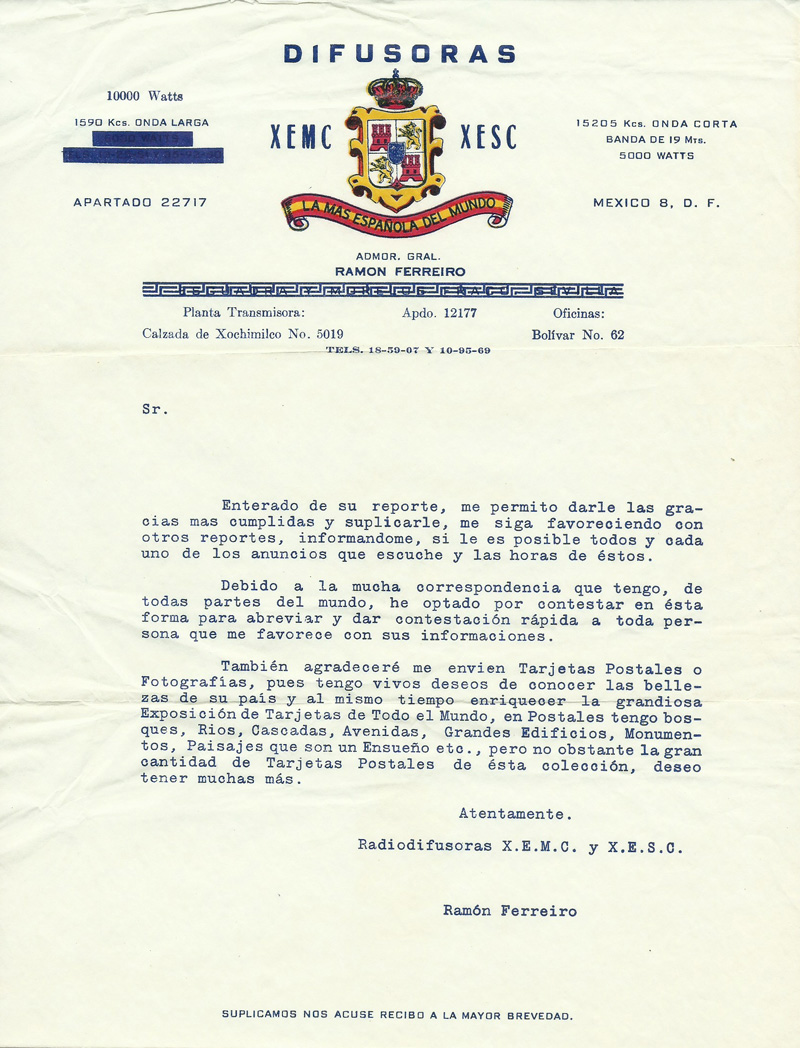 DIFUSORAS
10000 Watts
1590 Kcs. ONDA LARGA
5000 WATTS
XEMC XESC
15205 Kcs. ONDA CORTA
BANDA DE 19 Mts.
5000 WATTS
APARTADO 22717
LA MAS ESPAÑOLA DEL MUNDO
MEXICO 8, D. F.
ADMOR. GRAL.
RAMON FERREIRO
Planta Transmisora: Apdo. 12177 Oficinas:
Calzada de Xochimilco No. 5019 Bolívar No. 62
TELS. 18-59-07 Y 10-95-69
Sr.
Enterado de su reporte, me permito darle las gra-
cias mas cumplidas y suplicarle, me siga favoreciendo con
otros reportes, informandome, si le es posible todos y cada
uno de los anuncios que escuche y las horas de éstos.
Debido a la mucha correspondencia que tengo, de
todas partes del mundo, he optado por contestar en ésta
forma para abreviar y dar contestación rápida a toda per-
sona que me favorece con sus informaciones.
También agradeceré me envien Tarjetas Postales o
Fotografías, pues tengo vivos deseos de conocer las belle-
zas de su país y al mismo tiempo enriquecer la grandiosa
Exposición de Tarjetas de Todo el Mundo, en Postales tengo bos-
ques, Rios, Cascadas, Avenidas, Grandes Edificios, Monumen-
tos, Paisajes que son un Ensueño etc., pero no obstante la gran
cantidad de Tarjetas Postales de ésta colección, deseo
tener muchas más.
Atentamente.
Radiodifusoras X.E.M.C. y X.E.S.C.
Ramón Ferreiro
SUPLICAMOS NOS ACUSE RECIBO A LA MAYOR BREVEDAD.